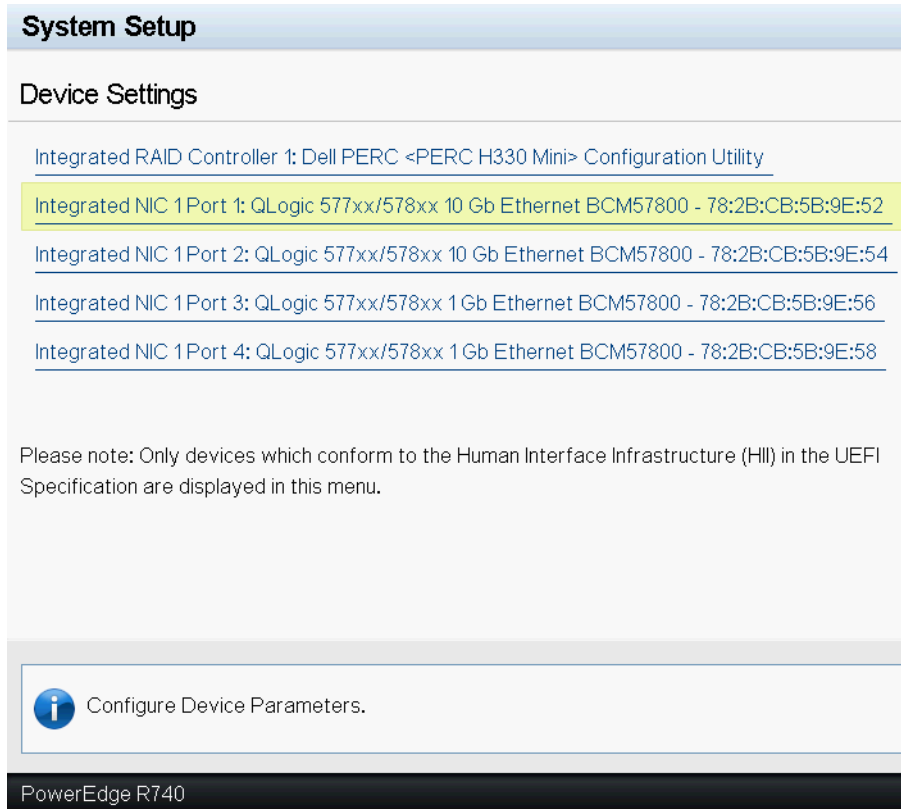 System Setup
Device Settings
Integrated RAID Controller 1: Dell PERC <PERC H330 Mini> Configuration Utility
Integrated NIC 1 Port 1: QLogic 577xx/578xx 10 Gb Ethernet BCM57800 - 78:2B:CB:5B:9E:52
Integrated NIC 1 Port 2: QLogic 577xx/578xx 10 Gb Ethernet BCM57800 - 78:2B:CB:5B:9E:54
Integrated NIC 1 Port 3: QLogic 577xx/578xx 1 Gb Ethernet BCM57800 - 78:2B:CB:5B:9E:56
Integrated NIC 1 Port 4: QLogic 577xx/578xx 1 Gb Ethernet BCM57800 - 78:2B:CB:5B:9E:58
Please note: Only devices which conform to the Human Interface Infrastructure (HII) in the UEFI
Specification are displayed in this menu.
Configure Device Parameters.
PowerEdge R740